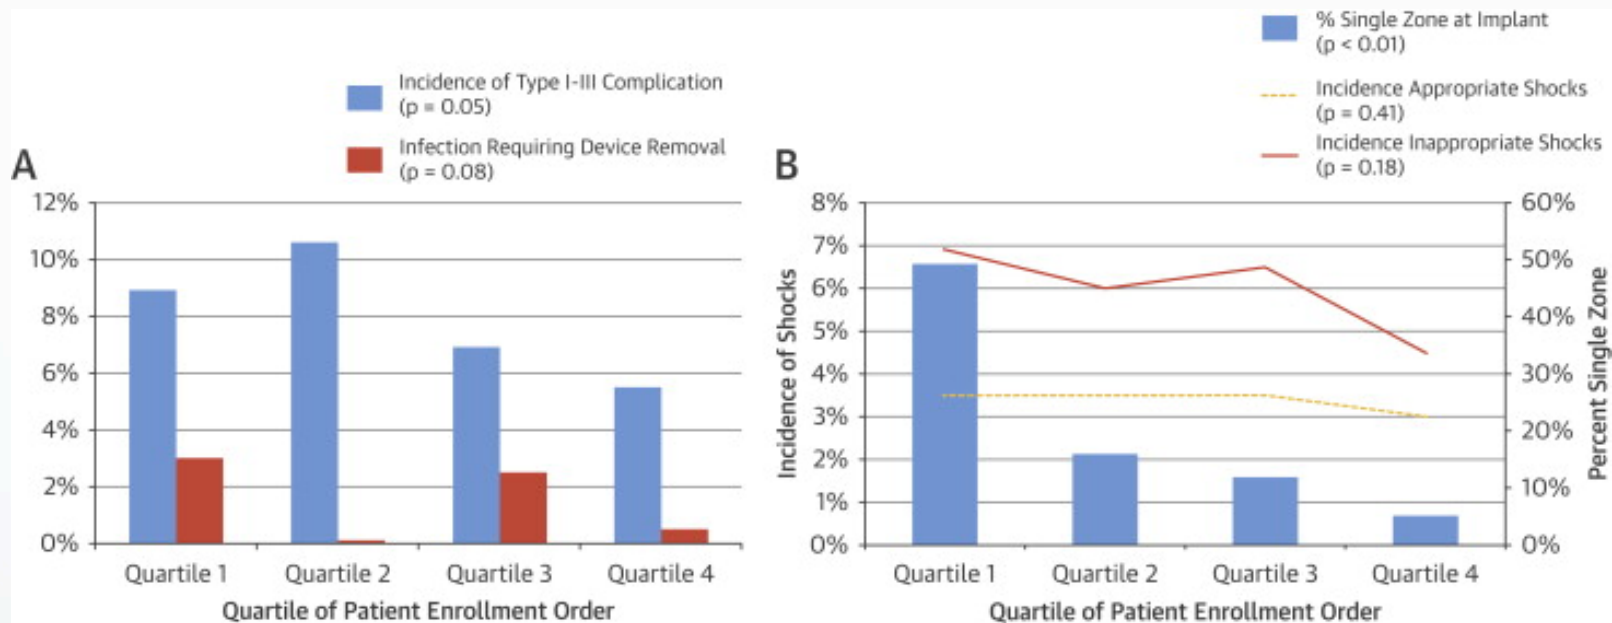 A
Incidence of Type I-III Complication
(p = 0.05)
Infection Requiring Device Removal
(p = 0.08)
12%
10%
8%
6%
4%
2%
0%
Quartile 1
Quartile 2
Quartile 3
Quartile 4
Quartile of Patient Enrollment Order
B
% Single Zone at Implant
(p < 0.01)
Incidence Appropriate Shocks
(p = 0.41)
Incidence Inappropriate Shocks
(p = 0.18)
Incidence of Shocks
8%
7%
6%
5%
4%
3%
2%
1%
0%
60%
50%
40%
30%
20%
10%
0%
Percent Single Zone
Quartile 1
Quartile 2
Quartile 3
Quartile 4
Quartile of Patient Enrollment Order